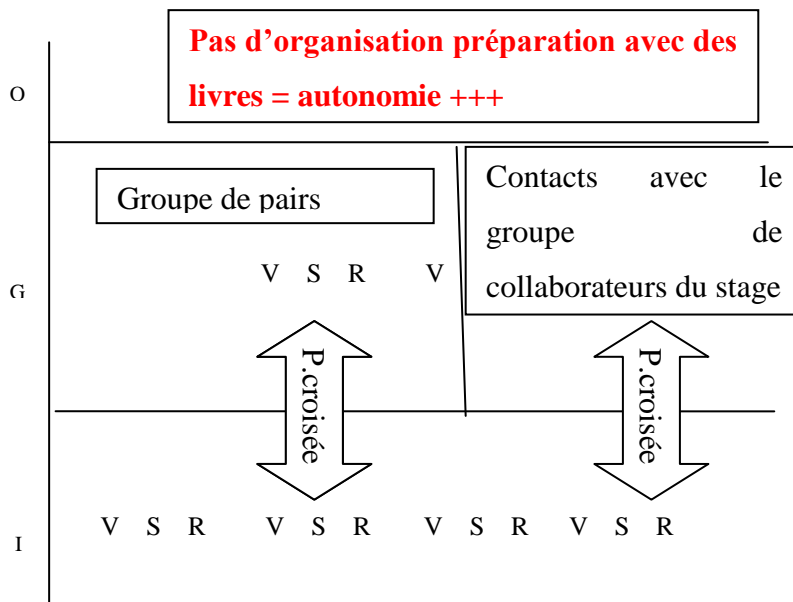 Pas d'organisation préparation avec des
livres = autonomie +++
O
Groupe de pairs
Contacts avec le
groupe de
collaborateurs du stage
V S R V
G
P.croisée
P.croisée
V S R V S R V S R V S R
I